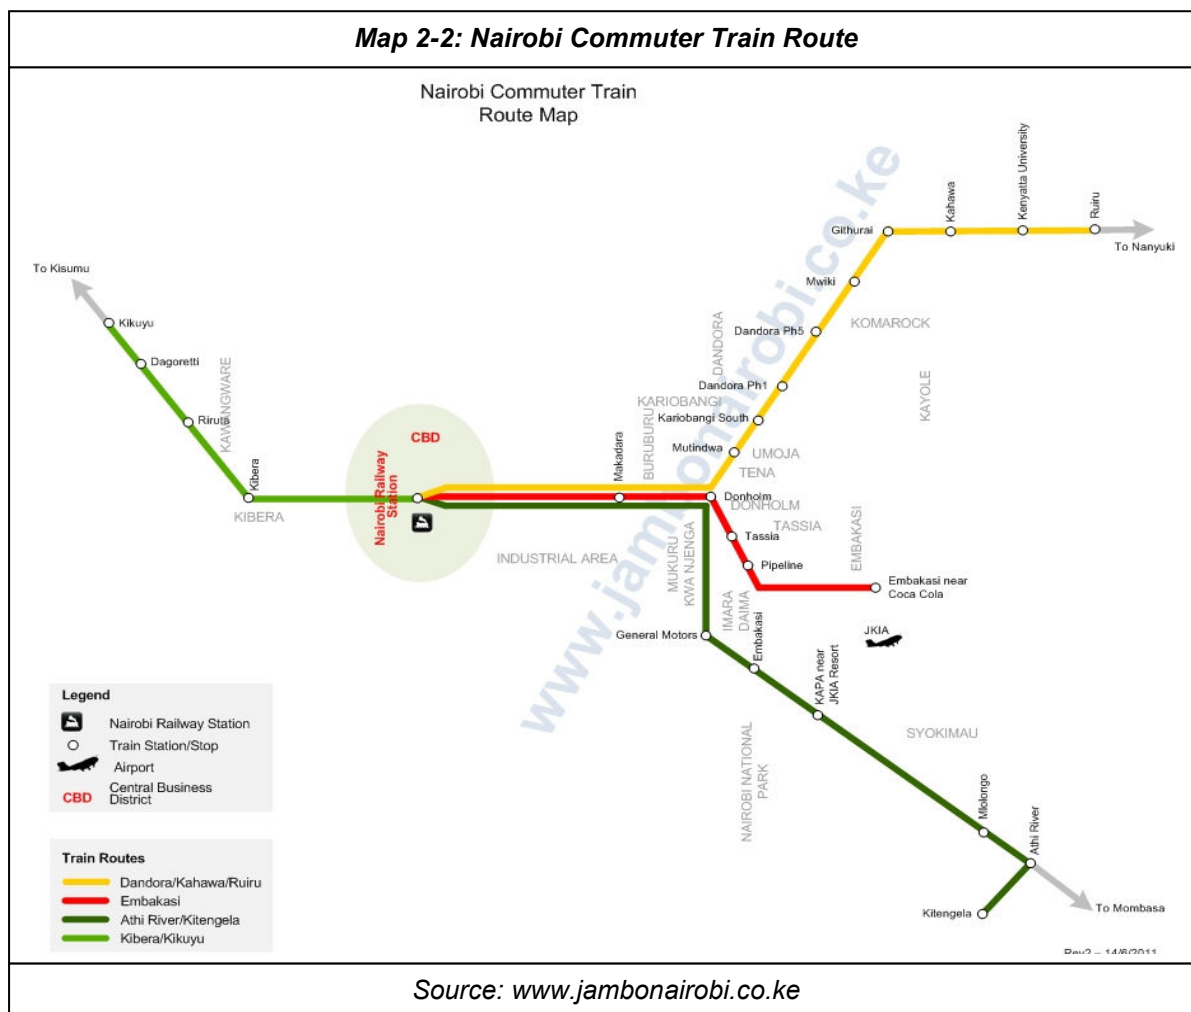 Map 2-2: Nairobi Commuter Train Route
Nairobi Commuter Train
Route Map
www.jambonairobi.co.ke
Kahawa
Kenyatta University
Ruiru
Githurai
To Nanyuki
To Kisumu
Mwiki
Kikuyu
KOMAROCK
Dandora Ph5
DANDORA
Dagoretti
KAWANGWARE
Dandora Ph1
KAYOLE
KARIOBANGI
Riruta
Kariobangi South
CBD
BURUBURU
Mutindwa
UMOJA
TENA
Kibera
Makadara
Nairobi Railway
Station
Donholm
DONHOLM
KIBERA
TASSIA
EMBAKASI
Tassia
INDUSTRIAL AREA
MUKURU
KWA NJENGA
Pipeline
Embakasi near
Coca Cola
IMARA
DAIMA
JKIA
General Motors
Embakasi
KAPA near
JKIA Resort
SYOKIMAU
NAIROBI NATIONAL
PARK
Mlolongo
Athi River
To Mombasa
Kitengela
Legend
Nairobi Railway Station
Train Station/Stop
Airport
CBD
Central Business
District
Train Routes
Dandora/Kahawa/Ruiru
Embakasi
Athi River/Kitengela
Kibera/Kikuyu
Rev2 – 14/6/2011
Source: www.jambonairobi.co.ke